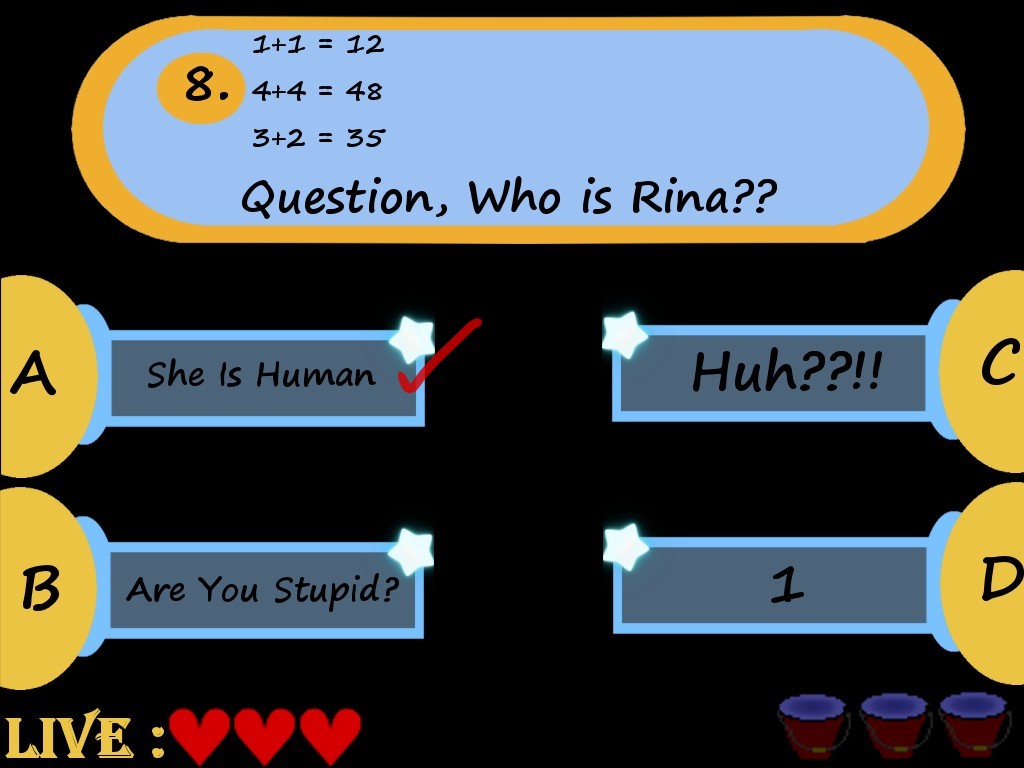 1+1 = 12
8. 4+4 = 48
3+2 = 35
Question, Who is Rina??
A She Is Human
C Huh??!!
B Are You Stupid?
D 1
LIVE :